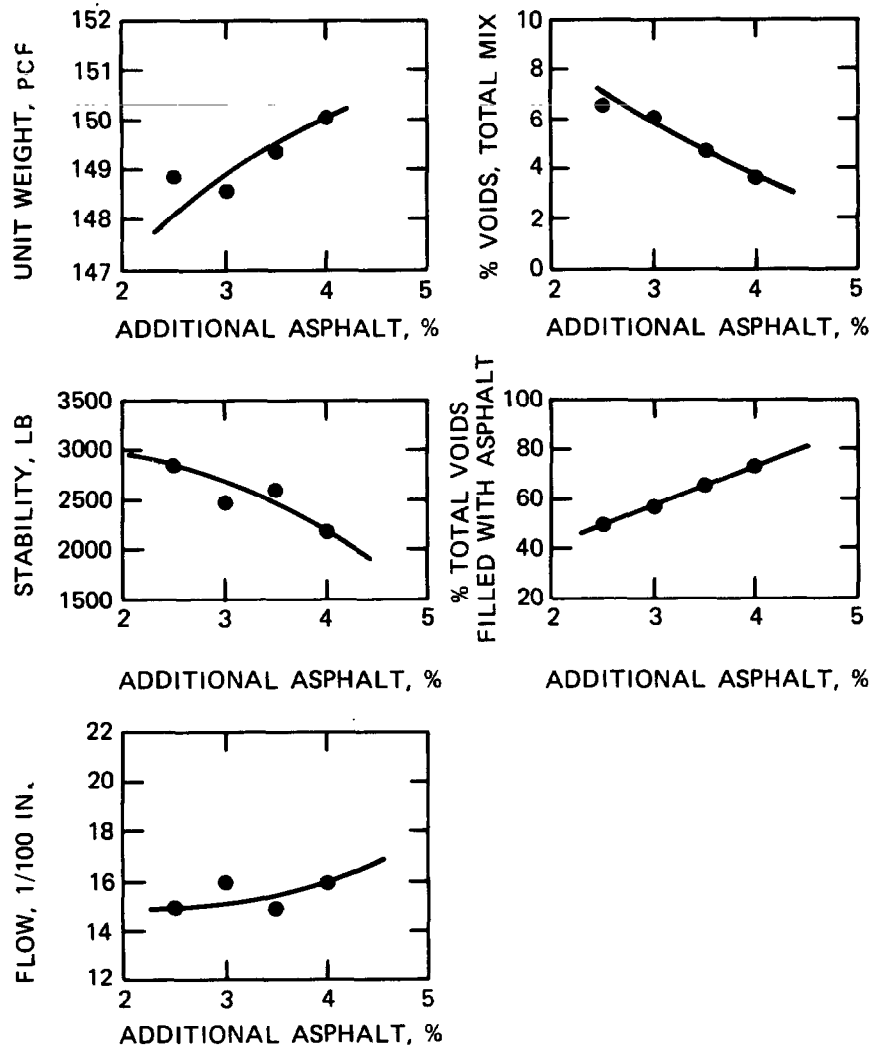 UNIT WEIGHT, PCF
152
151
150
149
148
147
2 3 4 5
ADDITIONAL ASPHALT, %
% VOIDS, TOTAL MIX
10
8
6
4
2
0
2 3 4 5
ADDITIONAL ASPHALT, %
STABILITY, LB
3500
3000
2500
2000
1500
2 3 4 5
ADDITIONAL ASPHALT, %
% TOTAL VOIDS
FILLED WITH ASPHALT
100
80
60
40
20
2 3 4 5
ADDITIONAL ASPHALT, %
FLOW, 1/100 IN.
22
20
18
16
14
12
2 3 4 5
ADDITIONAL ASPHALT, %